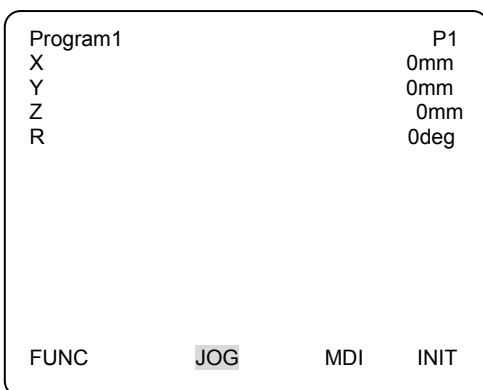 Program1 P1
X 0mm
Y 0mm
Z 0mm
R 0deg
FUNC JOG MDI INIT